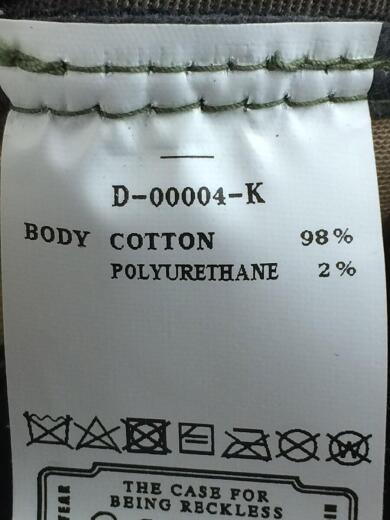 D-00004-K
BODY COTTON 98%
POLYURETHANE 2%
THE CASE FOR
BEING RECKLESS